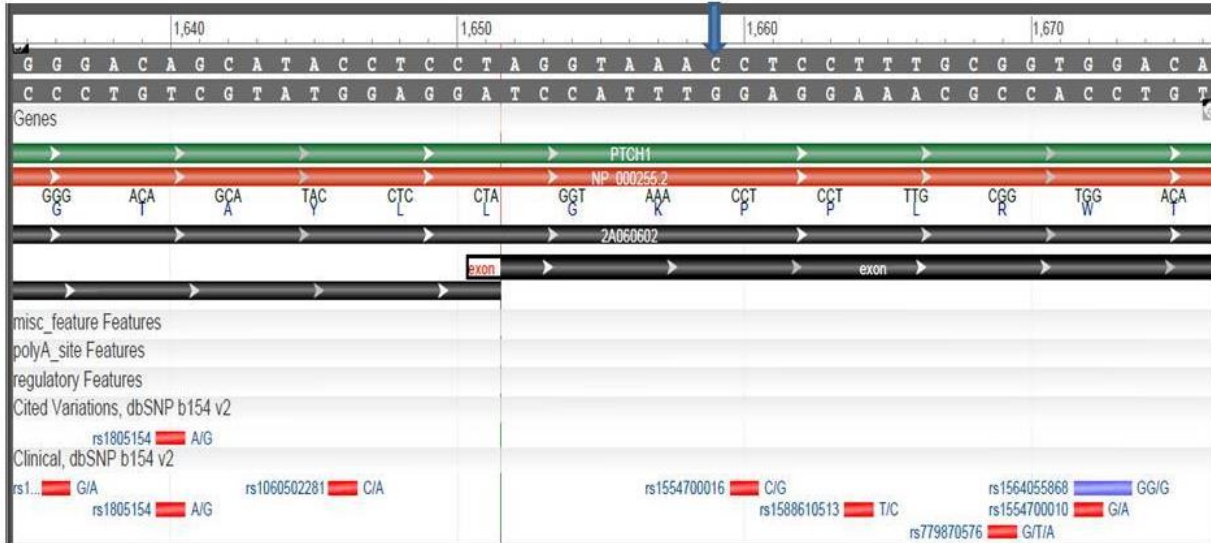 1,640 1,650 1,660 1,670
G G G A C A G C A T A C C T C C T A G G T A A A C C T C C T T T G C G G T G G A C A
C C C T G T C G T A T G G A G G A T C C A T T T G G A G G A A A C G C C A C C T G T
Genes
PTCH1
NP_000255.2
GGG ACA GCA TAC CTC CTA GGT AAA CCT CCT TTG CGG TGG ACA
G T A Y L L G K P P L R W T
2A060602
exon exon
misc_feature Features
polyA_site Features
regulatory Features
Cited Variations, dbSNP b154 v2
rs1805154 A/G
Clinical, dbSNP b154 v2
rs1... G/A rs1060502281 C/A rs1554700016 C/G rs1564055868 GG/G
rs1805154 A/G rs1588610513 T/C rs1554700010 G/A
rs779870576 G/T/A